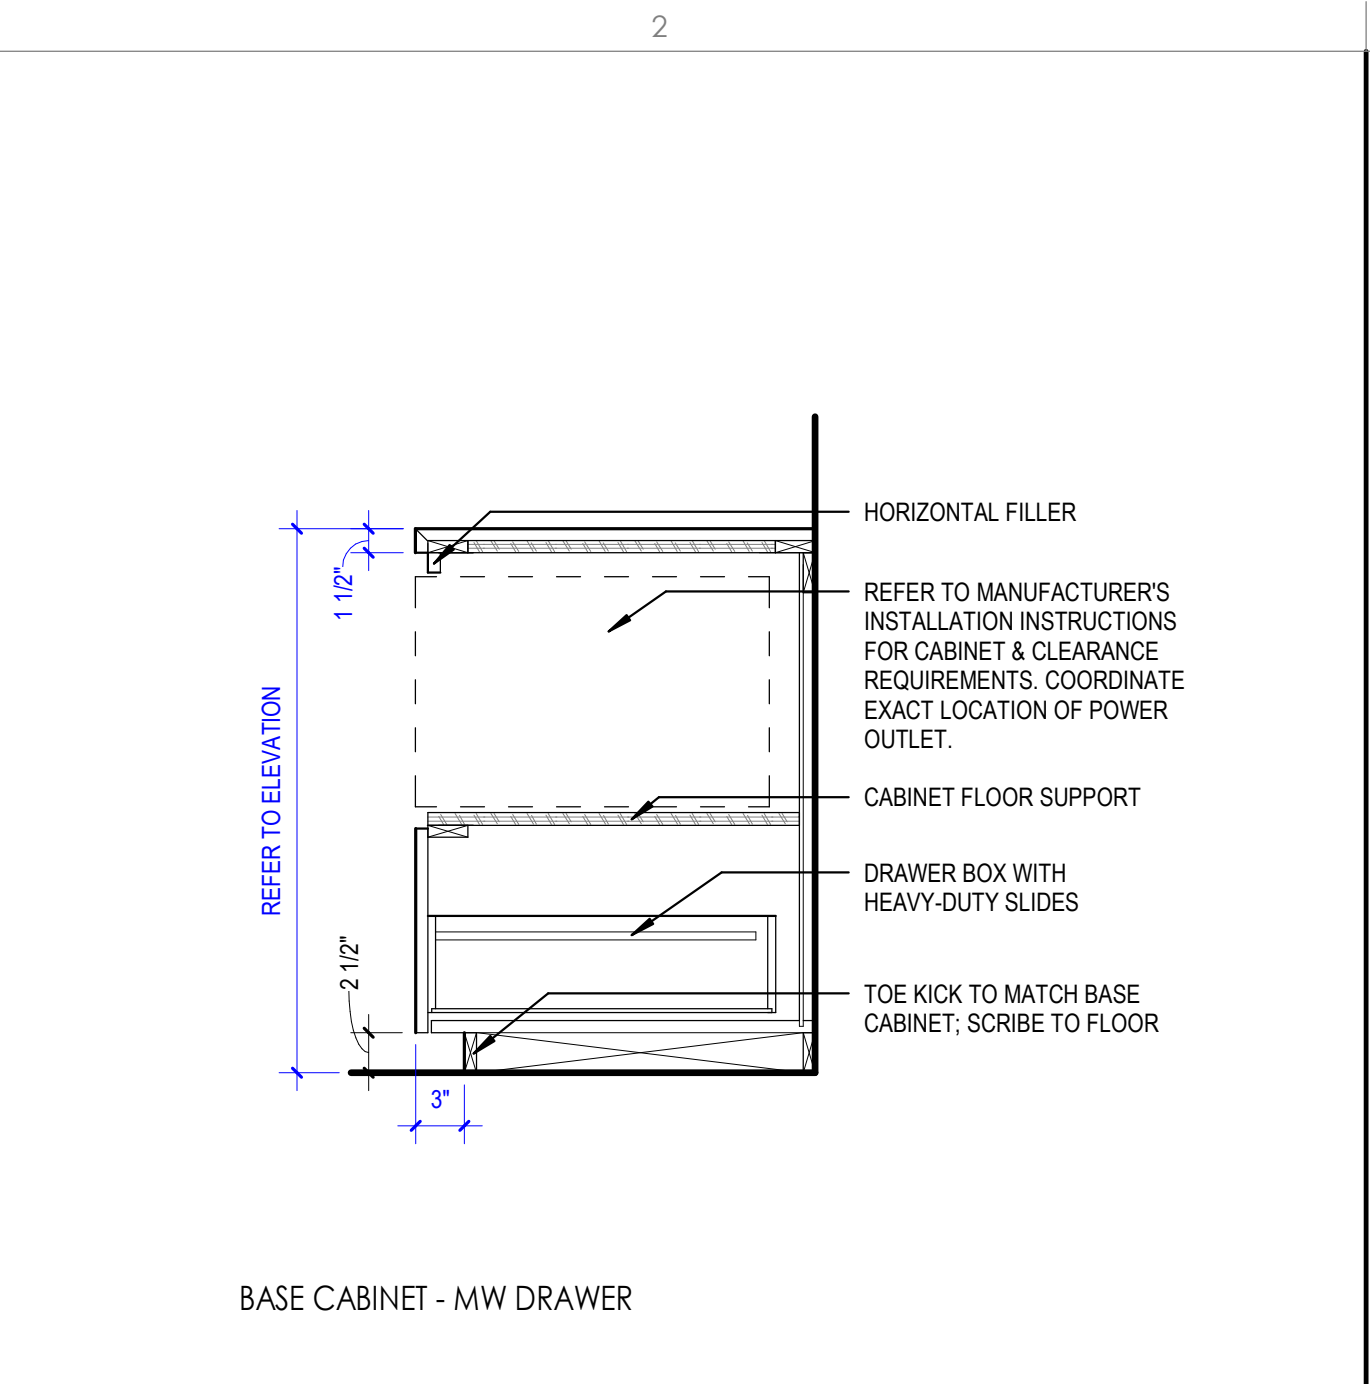 2
HORIZONTAL FILLER
REFER TO MANUFACTURER'S
INSTALLATION INSTRUCTIONS
FOR CABINET & CLEARANCE
REQUIREMENTS. COORDINATE
EXACT LOCATION OF POWER
OUTLET.
1 1/2"
REFER TO ELEVATION
CABINET FLOOR SUPPORT
DRAWER BOX WITH
HEAVY-DUTY SLIDES
2 1/2"
TOE KICK TO MATCH BASE
CABINET; SCRIBE TO FLOOR
3"
BASE CABINET - MW DRAWER